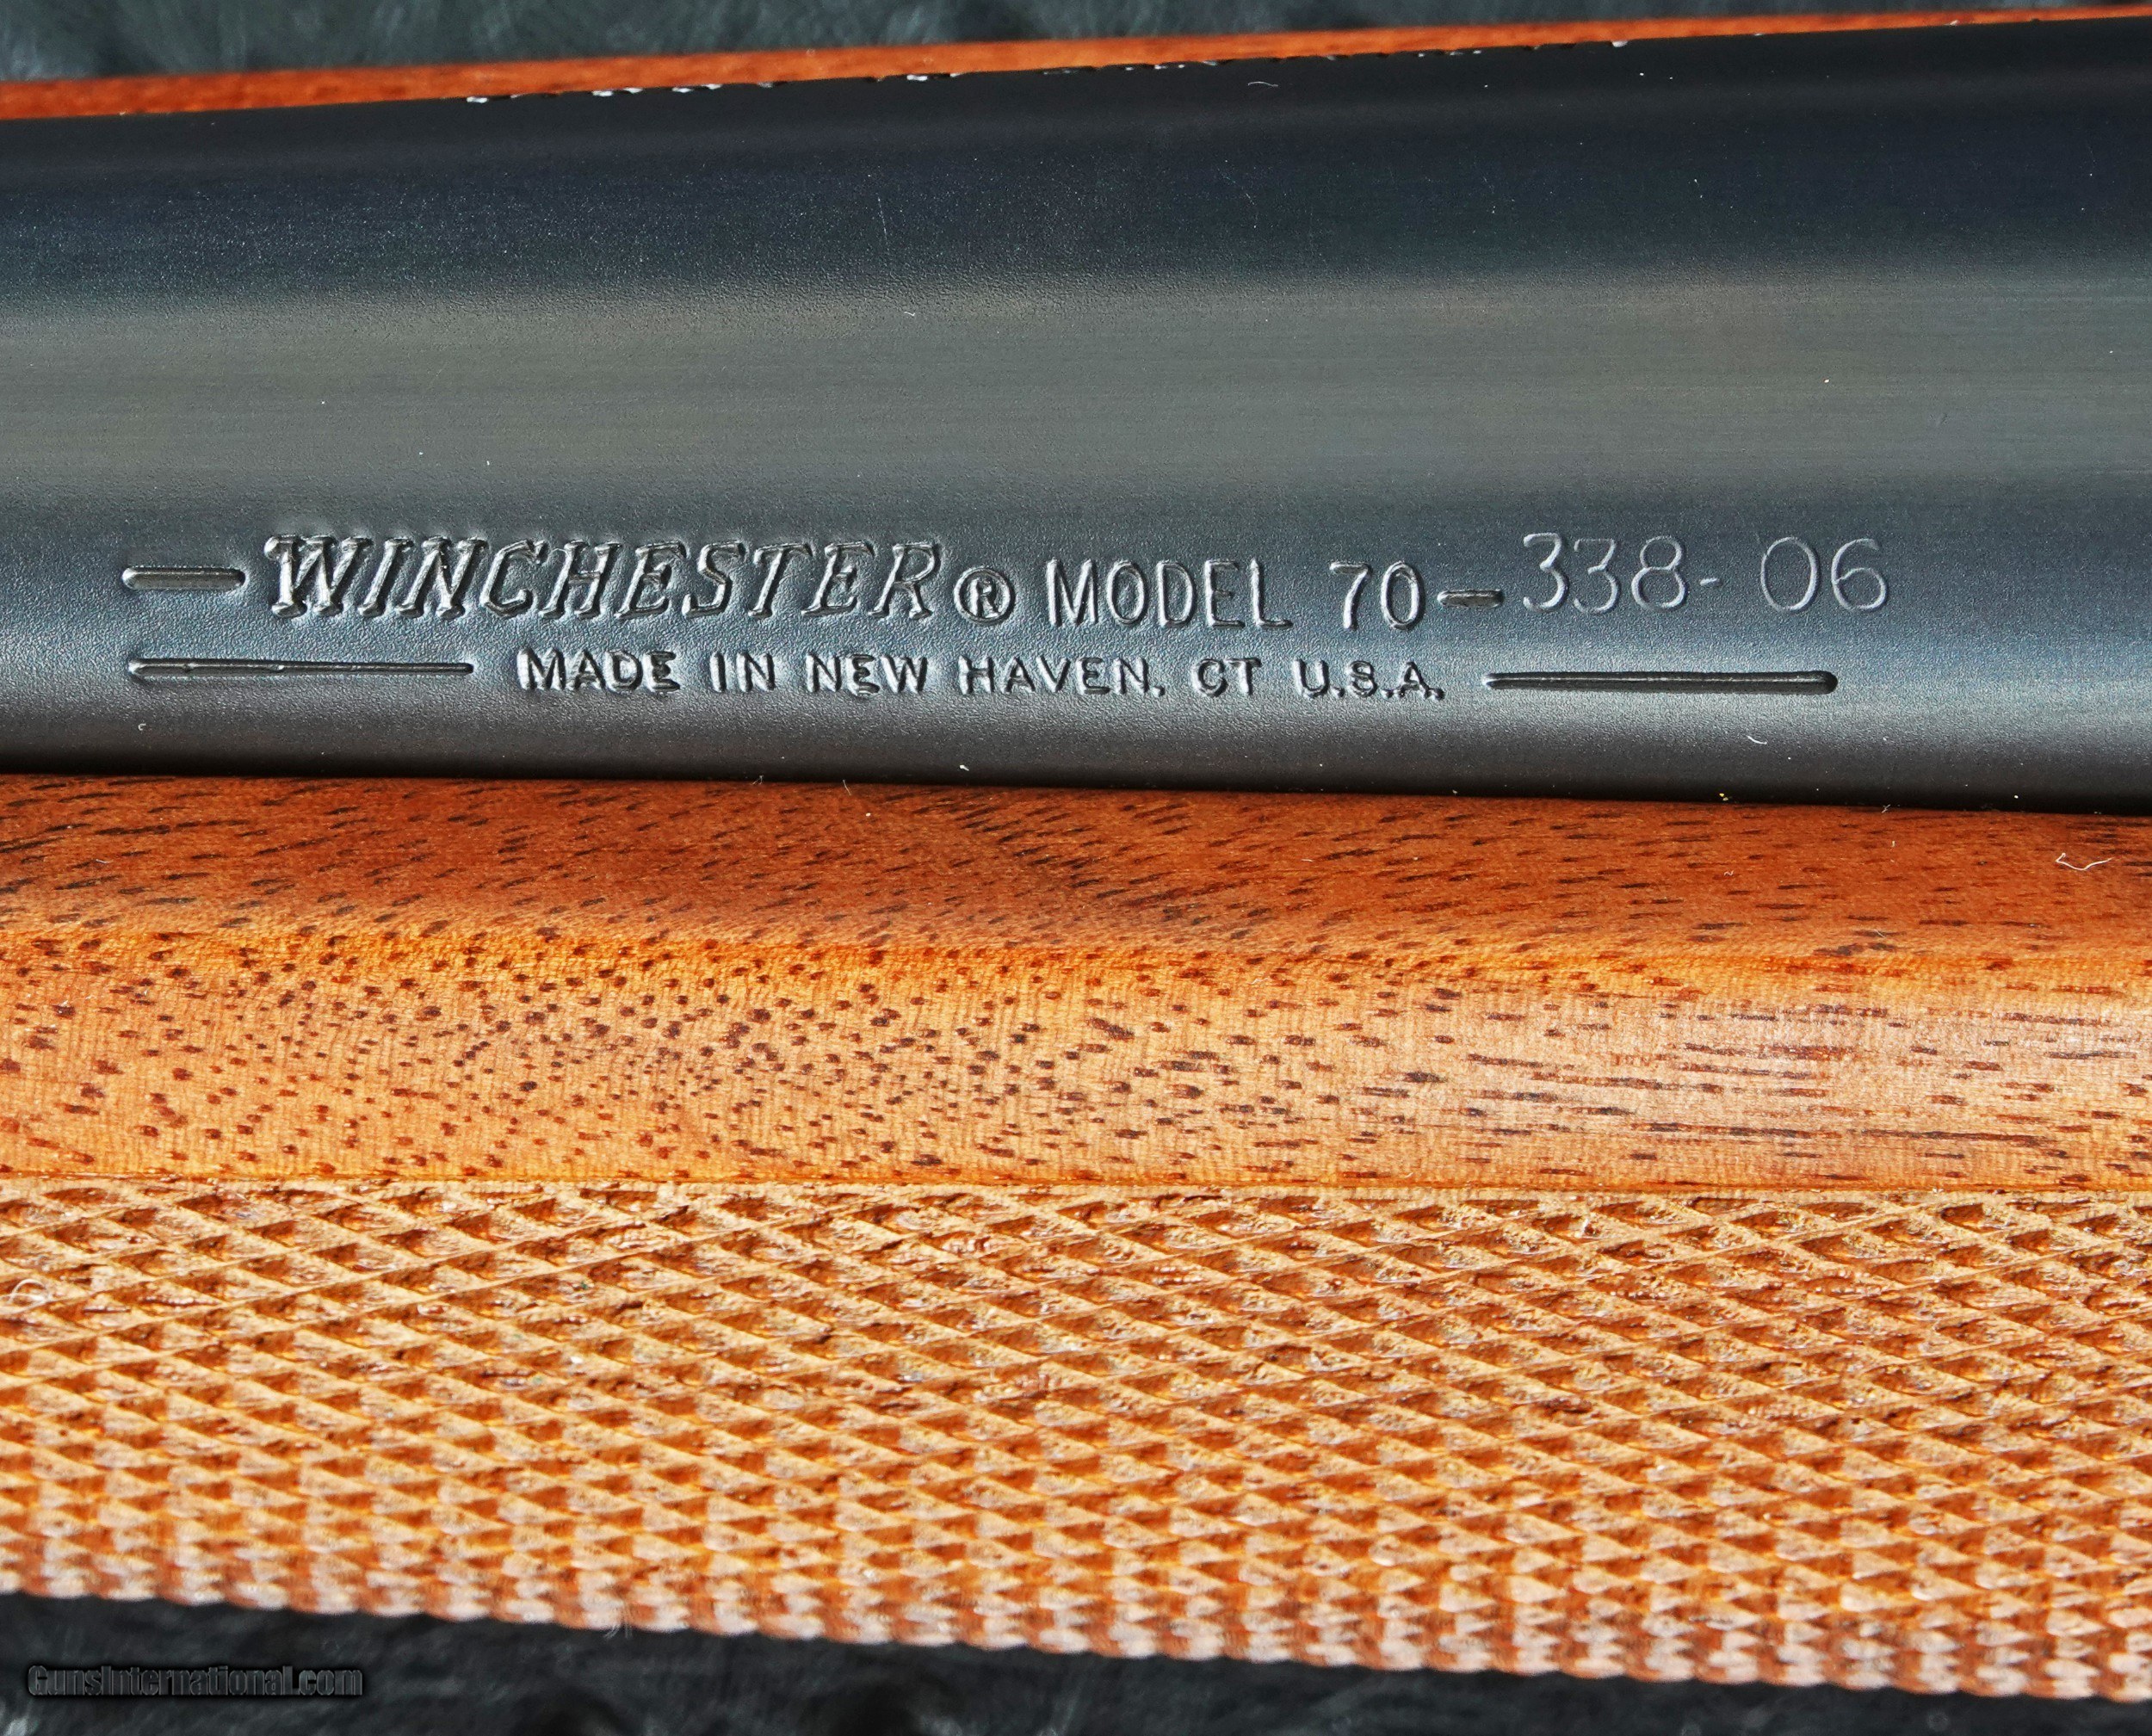 WINCHESTER® MODEL 70-338-06
MADE IN NEW HAVEN, CT U.S.A.
GunsInternational.com